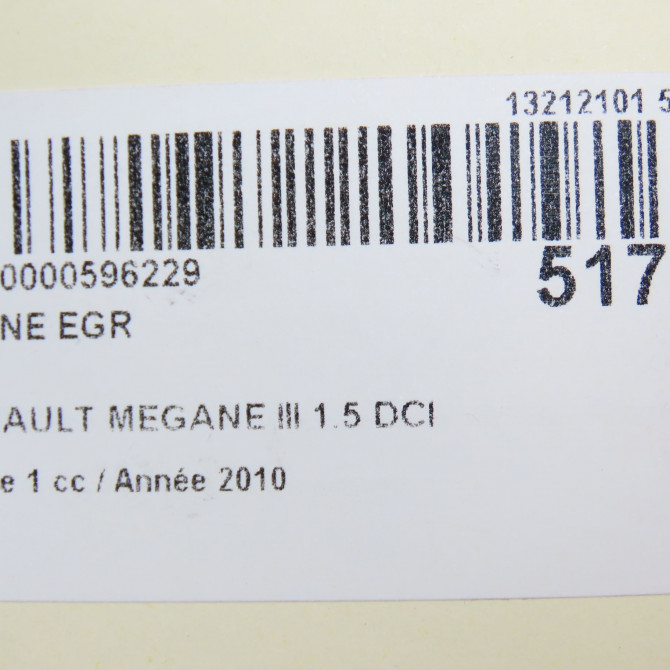 13212101 5
0000596229
517
NE EGR
AULT MEGANE III 1.5 DCI
e 1 cc / Année 2010